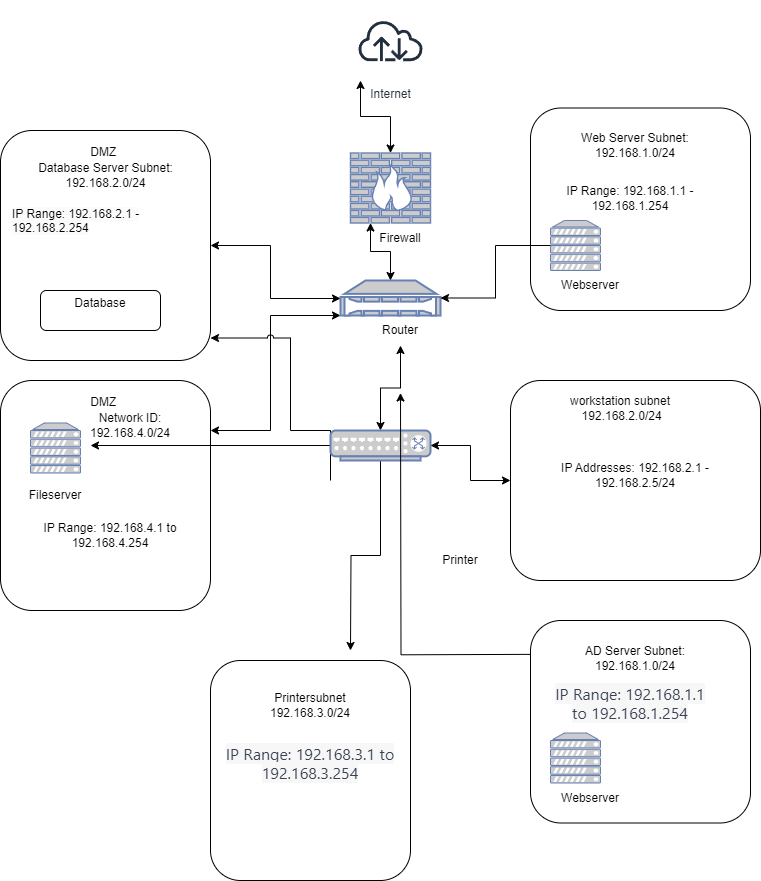 Internet
Firewall
Router
DMZ
Database Server Subnet:
192.168.2.0/24
IP Range: 192.168.2.1 -
192.168.2.254
Database
Web Server Subnet:
192.168.1.0/24
IP Range: 192.168.1.1 -
192.168.1.254
Webserver
DMZ
Network ID:
192.168.4.0/24
Fileserver
IP Range: 192.168.4.1 to
192.168.4.254
workstation subnet
192.168.2.0/24
IP Addresses: 192.168.2.1 -
192.168.2.5/24
Printer
Printersubnet
192.168.3.0/24
IP Range: 192.168.3.1 to
192.168.3.254
AD Server Subnet:
192.168.1.0/24
IP Range: 192.168.1.1
to 192.168.1.254
Webserver